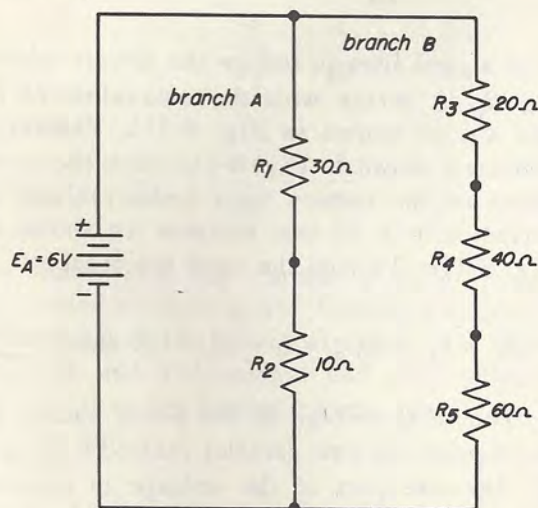 branch B
branch A
R3 20Ω
R1 30Ω
+
EA = 6V
−
R4 40Ω
R2 10Ω
R5 60Ω